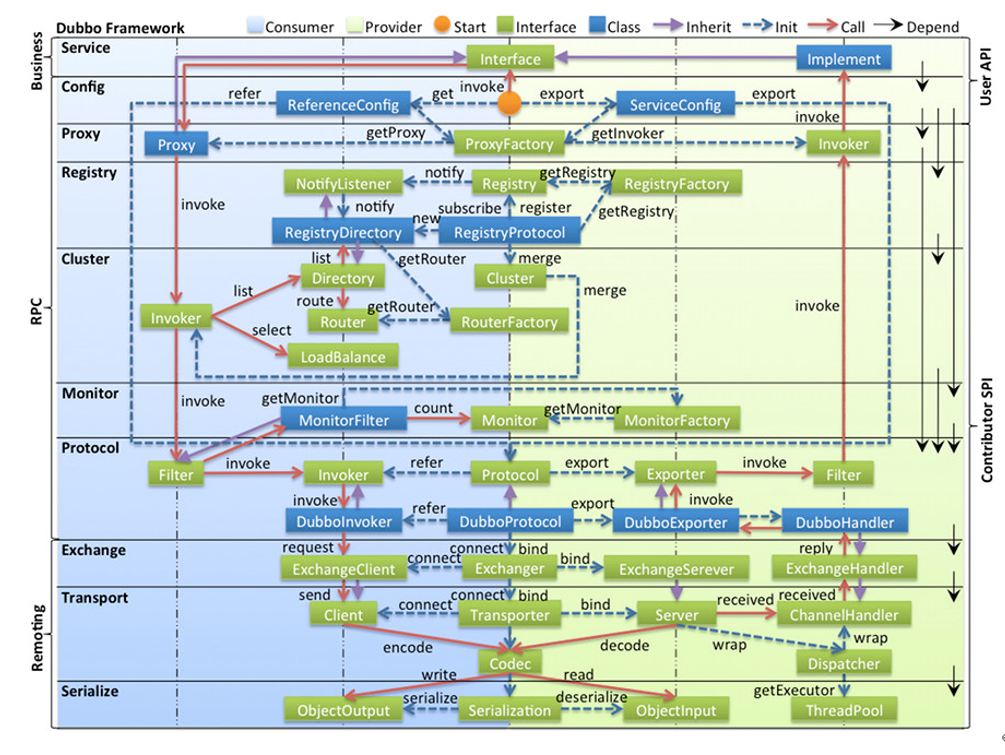 Dubbo Framework
Consumer
Provider
Start
Interface
Class
Inherit
Init
Call
Depend
Business
Service
Interface
Implement
User API
Config
refer
ReferenceConfig
get
invoke
export
ServiceConfig
export
invoke
Proxy
Proxy
getProxy
ProxyFactory
getInvoker
Invoker
RPC
Registry
NotifyListener
notify
Registry
getRegistry
RegistryFactory
invoke
notify
subscribe
register
getRegistry
new
RegistryDirectory
RegistryProtocol
Cluster
list
getRouter
merge
Directory
Cluster
list
merge
route
getRouter
invoke
Invoker
Router
RouterFactory
select
LoadBalance
Contributor SPI
Monitor
invoke
getMonitor
MonitorFilter
count
Monitor
getMonitor
MonitorFactory
Protocol
Filter
invoke
Invoker
refer
Protocol
export
Exporter
invoke
Filter
invoke
refer
export
invoke
DubboInvoker
DubboProtocol
DubboExporter
DubboHandler
Remoting
Exchange
request
connect
bind
reply
ExchangeClient
connect
Exchanger
bind
ExchangeSerever
ExchangeHandler
Transport
send
connect
bind
received
received
Client
connect
Transporter
bind
Server
ChannelHandler
encode
decode
wrap
wrap
Codec
Dispatcher
Serialize
write
read
getExecutor
ObjectOutput
serialize
Serialization
deserialize
ObjectInput
ThreadPool